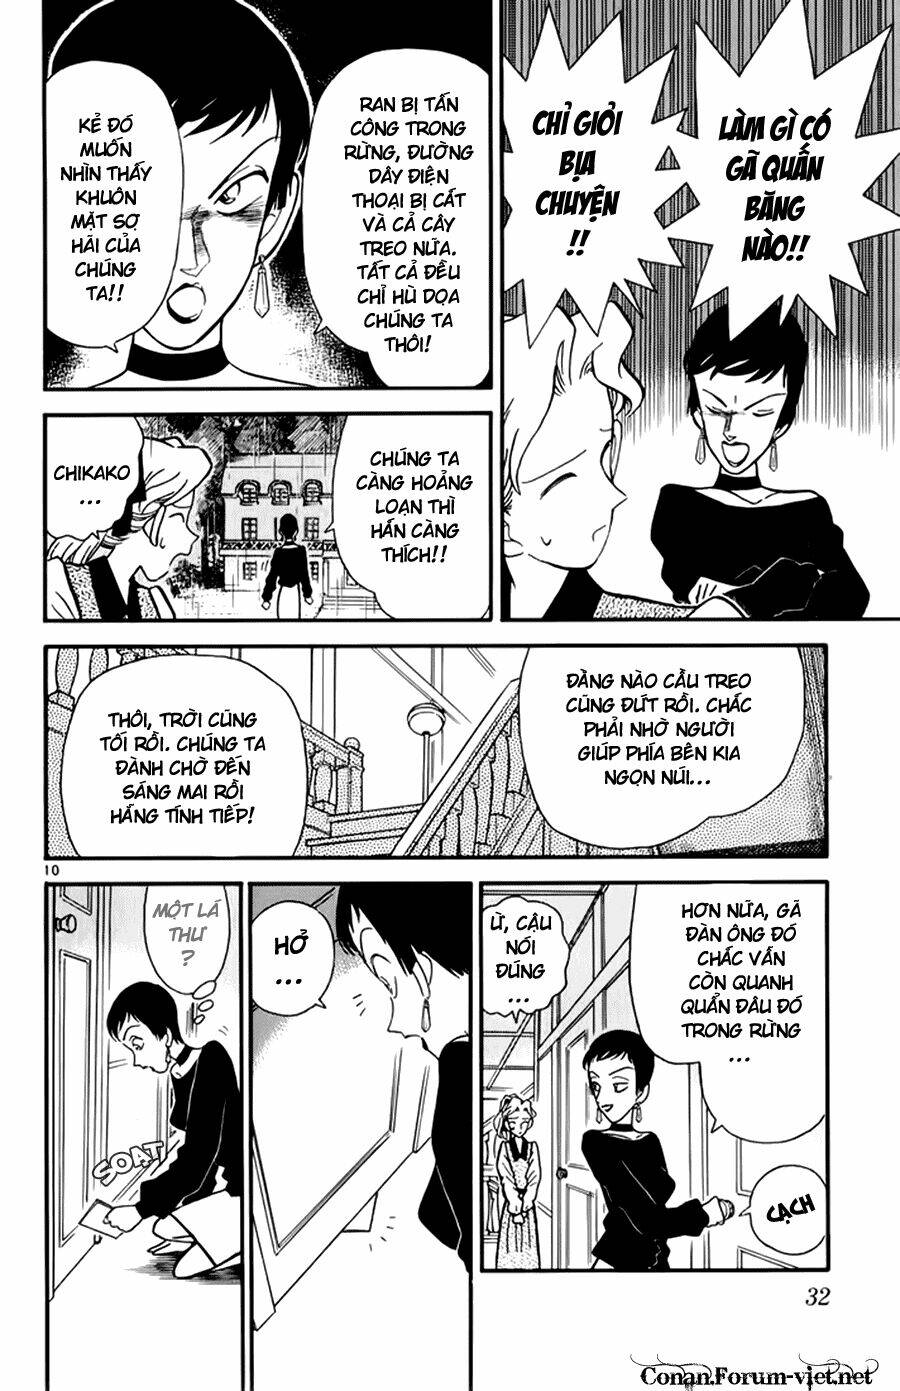 LÀM GÌ CÓ
GÃ QUẤN
BĂNG
NÀO!!
CHỈ GIỎI
BỊA
CHUYỆN
!!
RAN BỊ TẤN
CÔNG TRONG
RỪNG, ĐƯỜNG
DÂY ĐIỆN
THOẠI BỊ CẮT
VÀ CẢ CÂY
TREO NỮA.
TẤT CẢ ĐỀU
CHỈ HÙ DỌA
CHÚNG TA
THÔI!
KẺ ĐÓ
MUỐN
NHÌN THẤY
KHUÔN
MẶT SỢ
HÃI CỦA
CHÚNG
TA!!
CHÚNG TA
CÀNG HOẢNG
LOẠN THÌ
HẮN CÀNG
THÍCH!!
CHIKAKO
...
ĐẰNG NÀO CẦU TREO
CŨNG ĐỨT RỒI. CHẮC
PHẢI NHỜ NGƯỜI
GIÚP PHÍA BÊN KIA
NGỌN NÚI...
THÔI, TRỜI CŨNG
TỐI RỒI. CHÚNG TA
ĐÀNH CHỜ ĐẾN
SÁNG MAI RỒI
HẴNG TÍNH TIẾP!
10
HƠN NỮA, GÃ
ĐÀN ÔNG ĐÓ
CHẮC VẪN
CÒN QUANH
QUẨN ĐÂU ĐÓ
TRONG RỪNG
...
Ừ, CẬU
NÓI
ĐÚNG
...
CẠCH
HỞ
...
MỘT LÁ
THƯ
?
SOẠT
32
Conan.Forum-viet.net